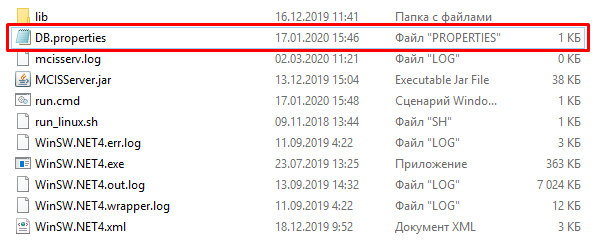 lib 16.12.2019 11:41 Папка с файлами
DB.properties 17.01.2020 15:46 Файл "PROPERTIES" 1 КБ
mcisserv.log 02.03.2020 11:21 Файл "LOG" 0 КБ
MCISServer.jar 13.12.2019 15:04 Executable Jar File 38 КБ
run.cmd 17.01.2020 15:48 Сценарий Windo... 1 КБ
run_linux.sh 09.11.2018 13:44 Файл "SH" 1 КБ
WinSW.NET4.err.log 11.09.2019 4:22 Файл "LOG" 3 КБ
WinSW.NET4.exe 23.07.2019 13:25 Приложение 363 КБ
WinSW.NET4.out.log 13.09.2019 14:32 Файл "LOG" 7 024 КБ
WinSW.NET4.wrapper.log 11.09.2019 4:22 Файл "LOG" 12 КБ
WinSW.NET4.xml 18.12.2019 9:52 Документ XML 3 КБ